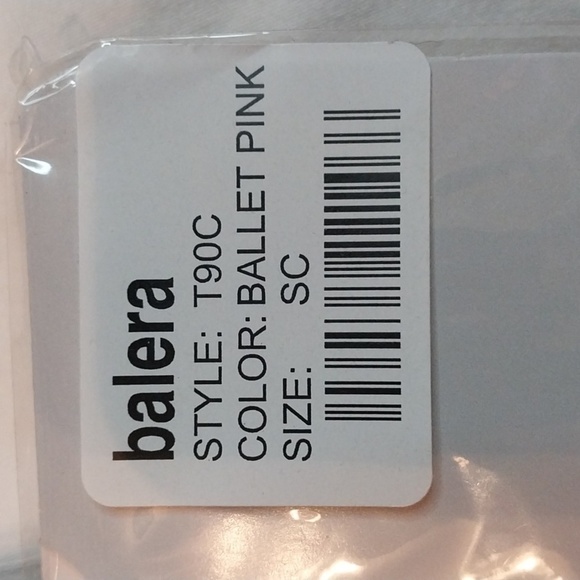 balera
STYLE: T90C
COLOR: BALLET PINK
SIZE: SC